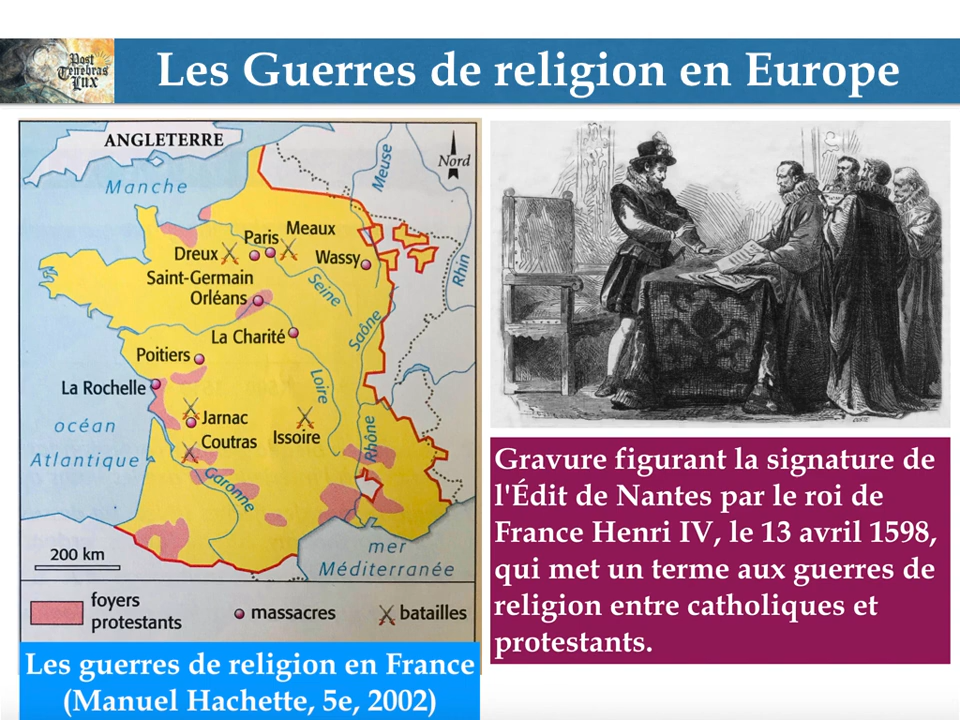 Post
Tenebras
Lux
Les Guerres de religion en Europe
ANGLETERRE
Nord
Manche
Meuse
Rhin
Paris
Meaux
Dreux
Wassy
Saint-Germain
Seine
Orléans
Saône
La Charité
Poitiers
Loire
La Rochelle
océan
Atlantique
Jarnac
Coutras
Issoire
Rhône
Garonne
200 km
mer
Méditerranée
foyers
protestants
massacres
batailles
Les guerres de religion en France
(Manuel Hachette, 5e, 2002)
Gravure figurant la signature de
l'Édit de Nantes par le roi de
France Henri IV, le 13 avril 1598,
qui met un terme aux guerres de
religion entre catholiques et
protestants.